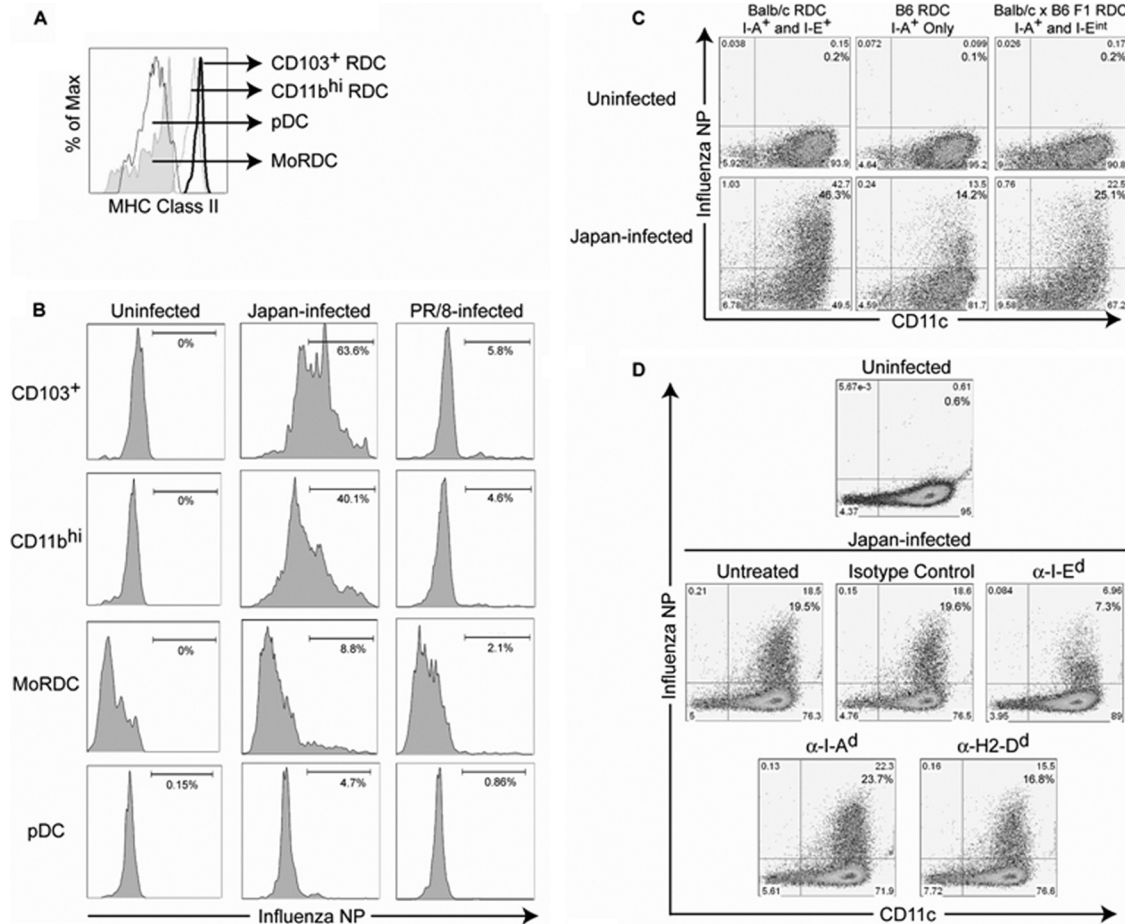 A
% of Max
CD103+ RDC
CD11bhi RDC
pDC
MoRDC
MHC Class II
B
Uninfected Japan-infected PR/8-infected
CD103+
0% 63.6% 5.8%
CD11bhi
0% 40.1% 4.6%
MoRDC
0% 8.8% 2.1%
pDC
0.15% 4.7% 0.86%
Influenza NP
C
Balb/c RDC B6 RDC Balb/c x B6 F1 RDC
I-A+ and I-E+ I-A+ Only I-A+ and I-Eint
Influenza NP
Uninfected
0.038 0.15 0.072 0.099 0.026 0.17
0.2% 0.1% 0.2%
5.92 93.9 4.64 95.2 9 90.8
Japan-infected
1.03 42.7 0.24 13.5 0.76 22.5
46.3% 14.2% 25.1%
6.78 49.5 4.59 81.7 9.58 67.2
CD11c
D
Uninfected
5.67e-3 0.61
0.6%
4.37 95
Japan-infected
Influenza NP
Untreated Isotype Control α-I-Ed
0.21 18.5 0.15 18.6 0.084 6.96
19.5% 19.6% 7.3%
5 76.3 4.76 76.5 3.95 89
α-I-Ad α-H2-Dd
0.13 22.3 0.16 15.5
23.7% 16.8%
5.61 71.9 7.72 76.6
CD11c